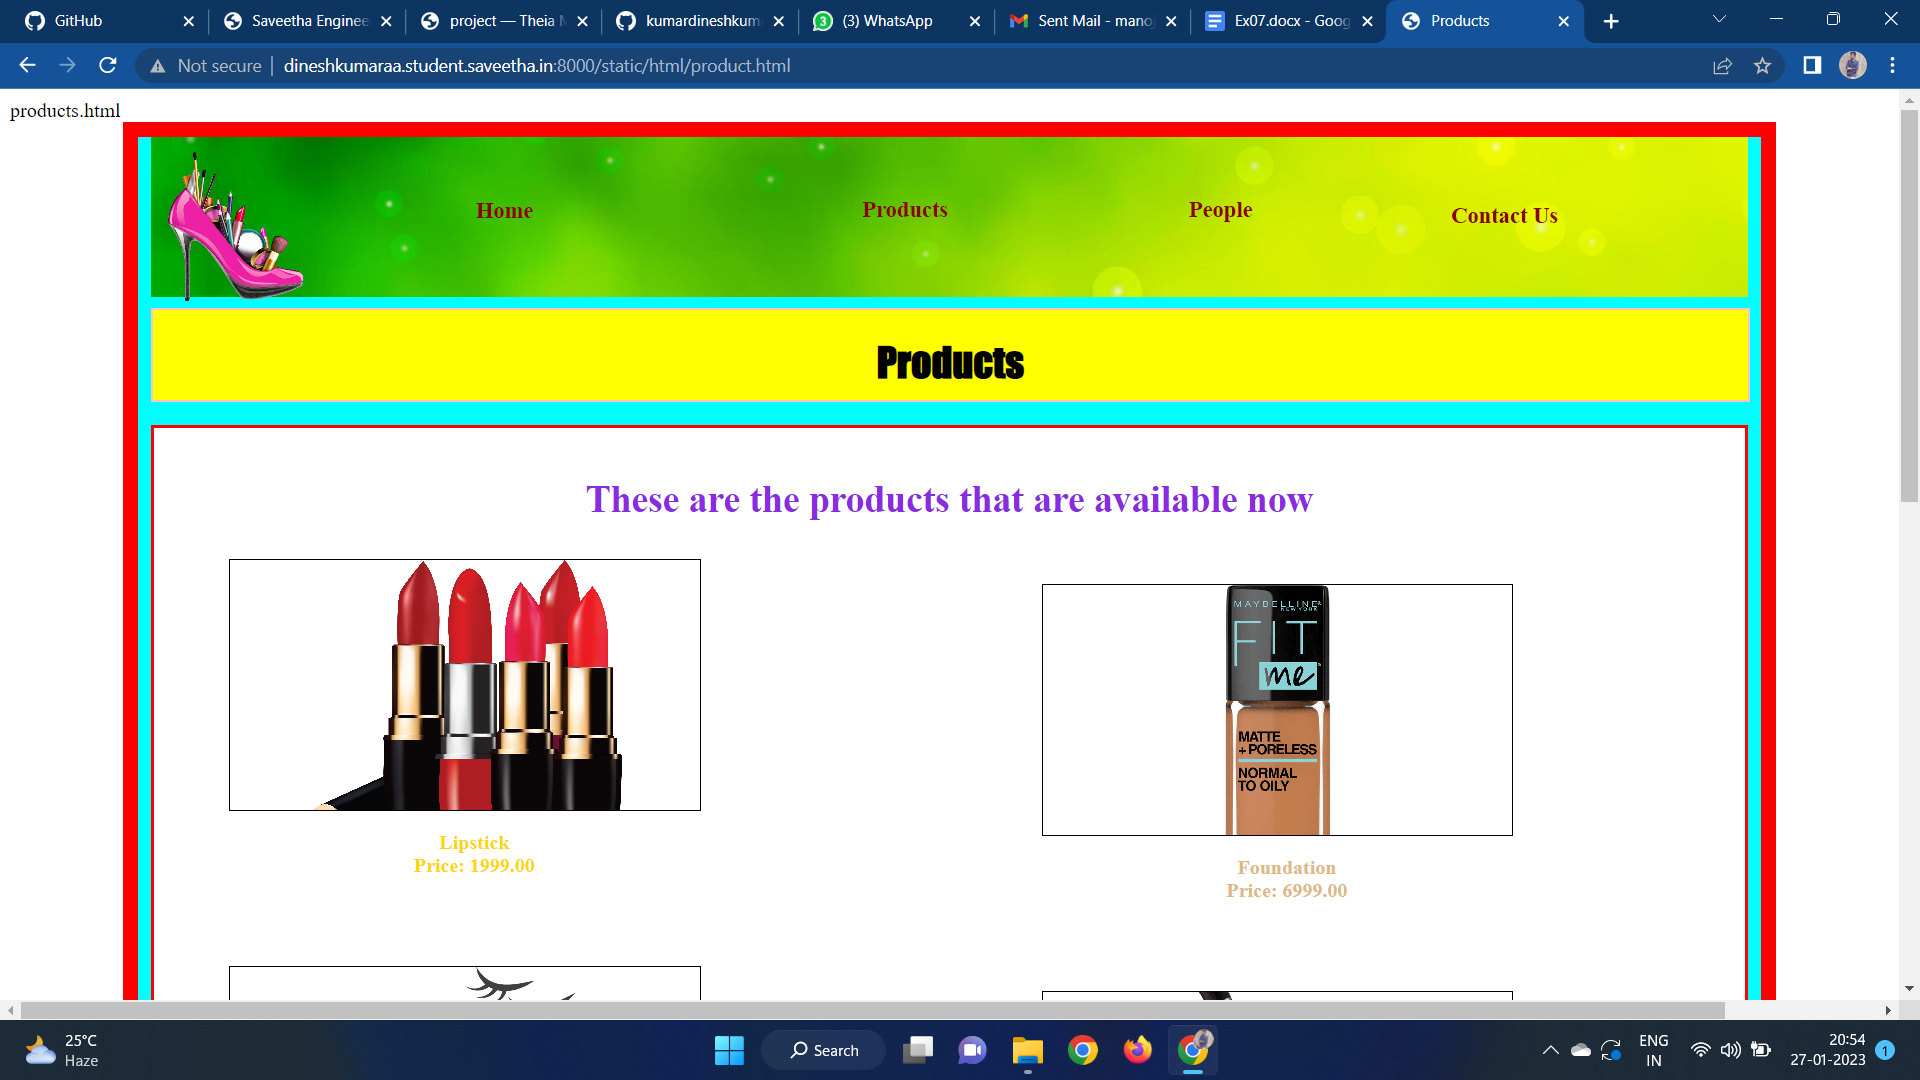 GitHub
Saveetha Enginee
project — Theia
kumardineshkum
(3) WhatsApp
Sent Mail - mano
Ex07.docx - Goog
Products
Not secure
dineshkumaraa.student.saveetha.in:8000/static/html/product.html
products.html
Home
Products
People
Contact Us
Products
These are the products that are available now
MAYBELLINE
NEW YORK
FIT
me
MATTE
+ PORELESS
NORMAL
TO OILY
Lipstick
Price: 1999.00
Foundation
Price: 6999.00
25°C
Haze
Search
ENG
IN
20:54
27-01-2023
1